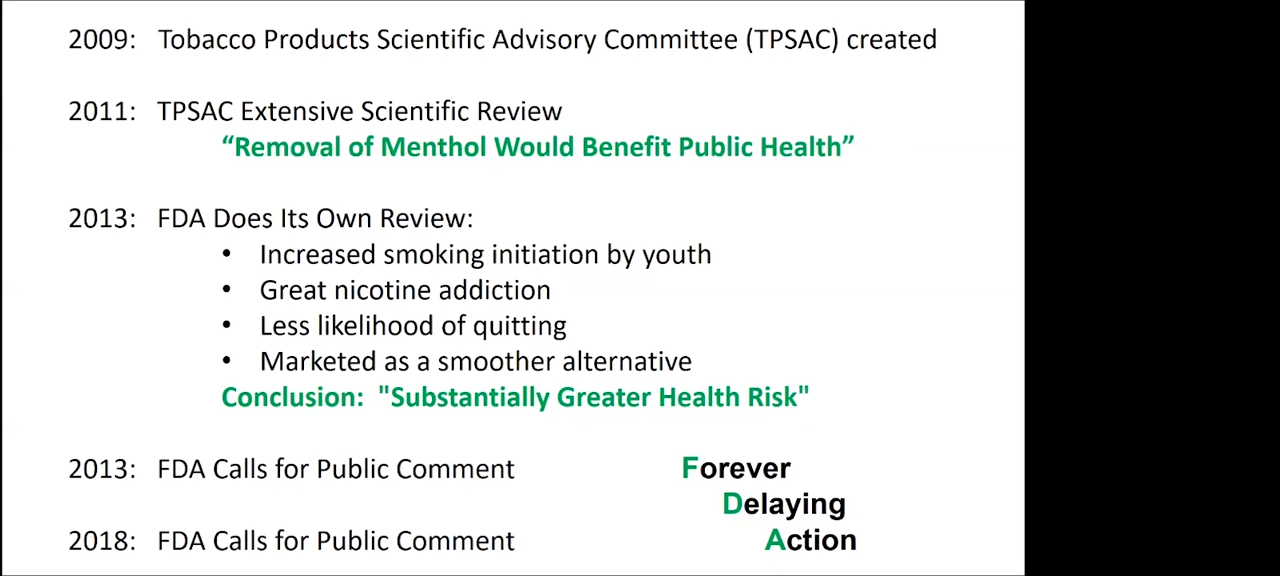 2009: Tobacco Products Scientific Advisory Committee (TPSAC) created
2011: TPSAC Extensive Scientific Review
“Removal of Menthol Would Benefit Public Health”
2013: FDA Does Its Own Review:
• Increased smoking initiation by youth
• Great nicotine addiction
• Less likelihood of quitting
• Marketed as a smoother alternative
Conclusion: "Substantially Greater Health Risk"
2013: FDA Calls for Public Comment Forever
Delaying
2018: FDA Calls for Public Comment Action